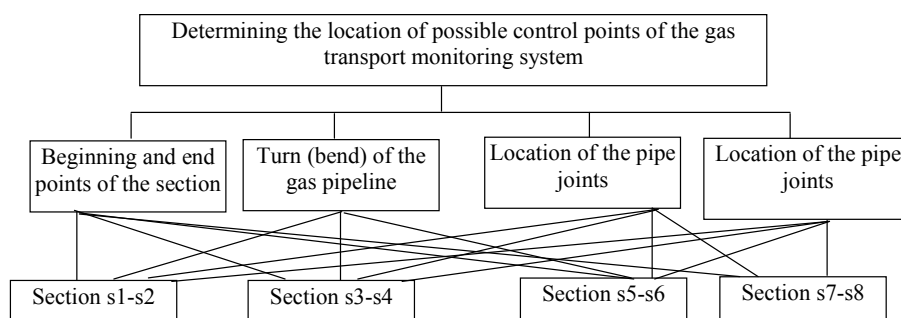 Determining the location of possible control points of the gas
transport monitoring system
Beginning and end
points of the section
Turn (bend) of the
gas pipeline
Location of the pipe
joints
Location of the pipe
joints
Section s1-s2
Section s3-s4
Section s5-s6
Section s7-s8